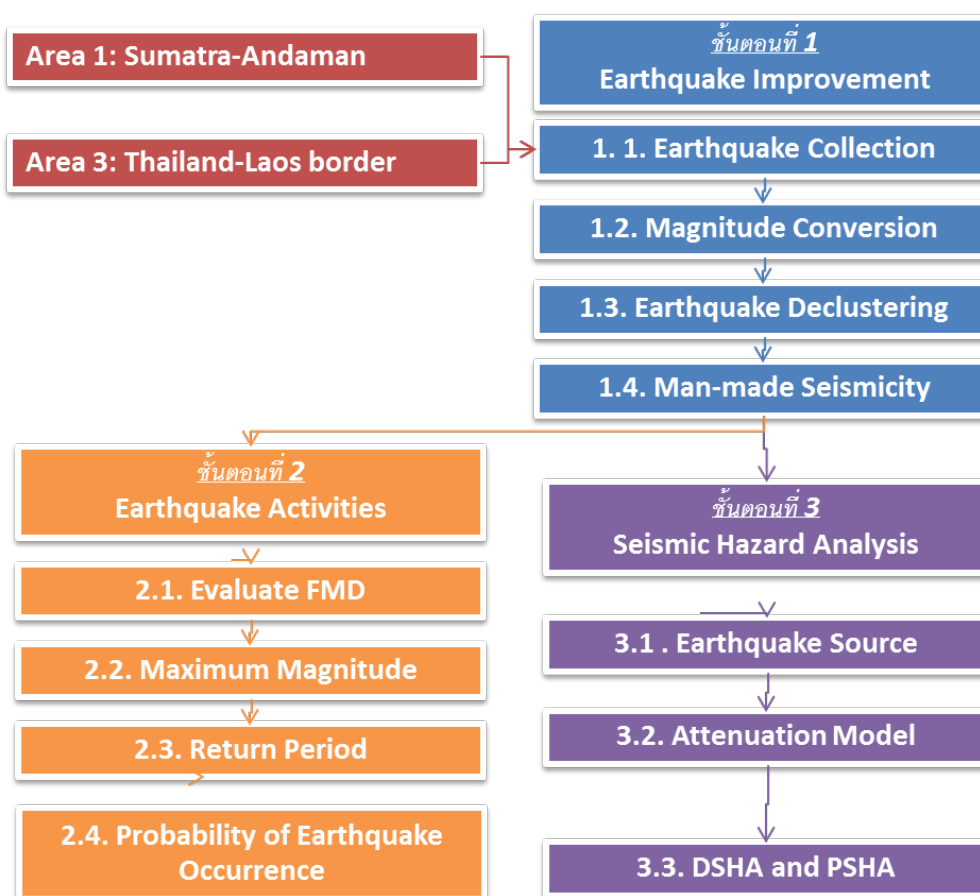 Area 1: Sumatra-Andaman
Area 3: Thailand-Laos border
ขั้นตอนที่ 1
Earthquake Improvement
1. 1. Earthquake Collection
1.2. Magnitude Conversion
1.3. Earthquake Declustering
1.4. Man-made Seismicity
ขั้นตอนที่ 2
Earthquake Activities
2.1. Evaluate FMD
2.2. Maximum Magnitude
2.3. Return Period
2.4. Probability of Earthquake
Occurrence
ขั้นตอนที่ 3
Seismic Hazard Analysis
3.1 . Earthquake Source
3.2. Attenuation Model
3.3. DSHA and PSHA